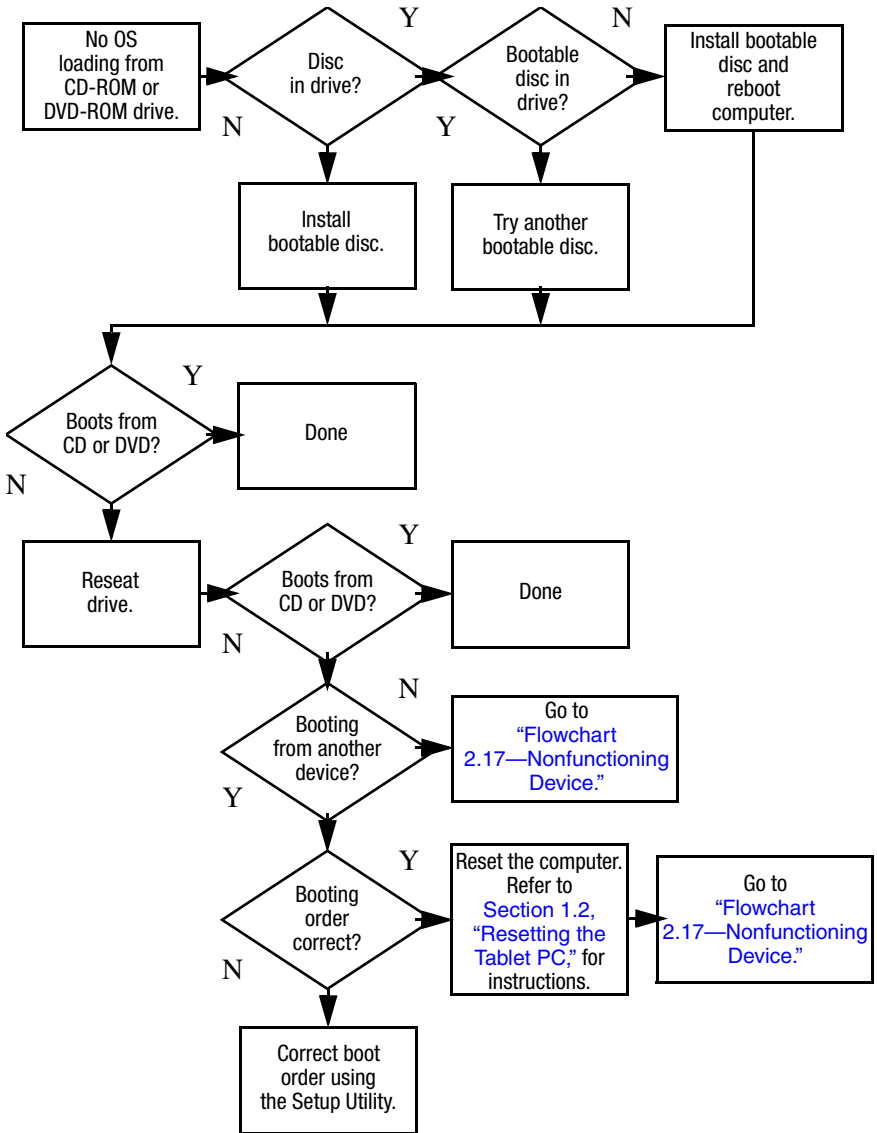 No OS
loading from
CD-ROM or
DVD-ROM drive.
Disc
in drive?
Y
N
Bootable
disc in
drive?
N
Y
Install bootable
disc and
reboot
computer.
Install
bootable disc.
Try another
bootable disc.
Boots from
CD or DVD?
Y
N
Done
Reseat
drive.
Boots from
CD or DVD?
Y
N
Done
Booting
from another
device?
N
Y
Go to
“Flowchart
2.17—Nonfunctioning
Device.”
Booting
order
correct?
Y
N
Reset the computer.
Refer to
Section 1.2,
“Resetting the
Tablet PC,” for
instructions.
Go to
“Flowchart
2.17—Nonfunctioning
Device.”
Correct boot
order using
the Setup Utility.